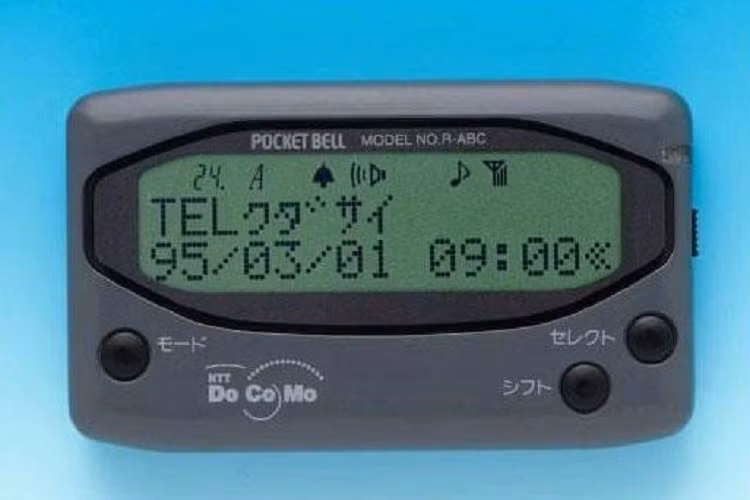 POCKET BELL MODEL NO.R-ABC
24. A
TELクダサイ
95/03/01 09:00
モード
セレクト
シフト
NTT
DoCoMo